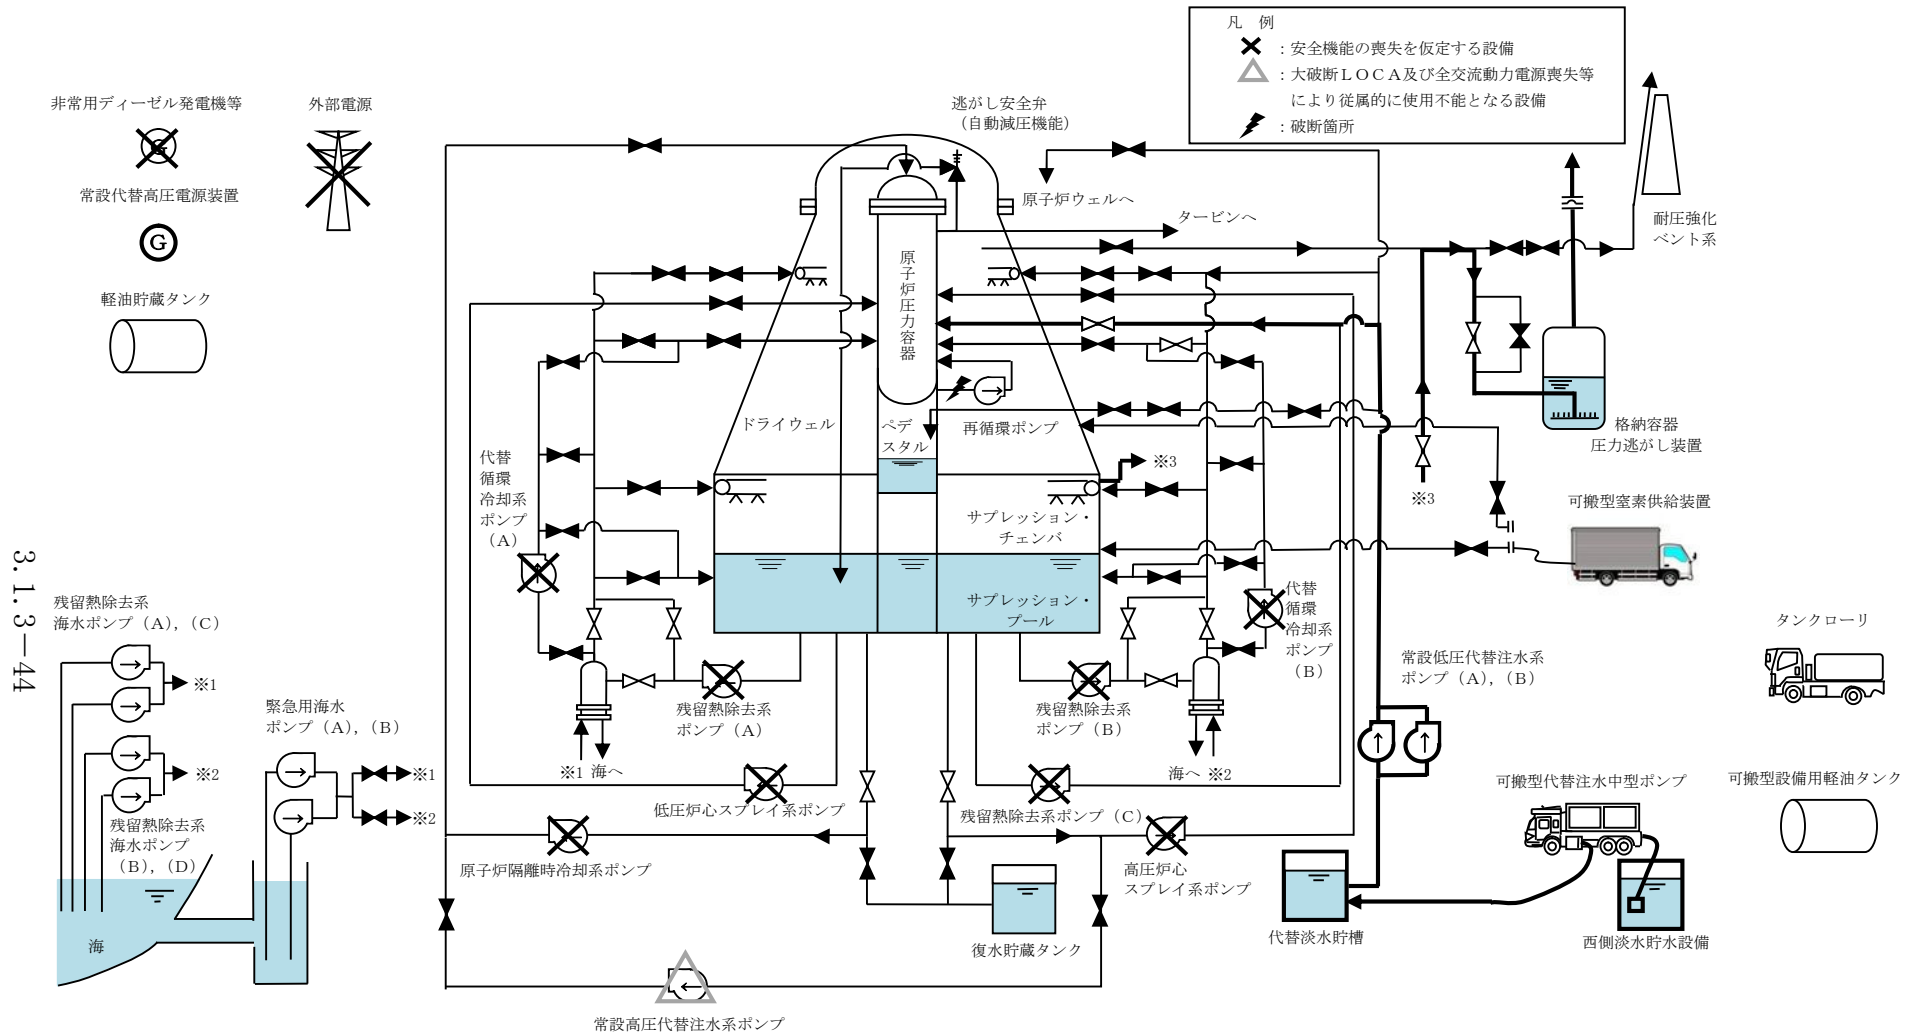 凡 例
：安全機能の喪失を仮定する設備
：大破断ＬＯＣＡ及び全交流動力電源喪失等
により従属的に使用不能となる設備
：破断箇所
非常用ディーゼル発電機等
G
外部電源
常設代替高圧電源装置
G
軽油貯蔵タンク
逃がし安全弁
（自動減圧機能）
原子炉ウェルへ
タービンへ
耐圧強化
ベント系
原子炉圧力容器
ドライウェル
ペデ
スタル
再循環ポンプ
※3
※3
格納容器
圧力逃がし装置
可搬型窒素供給装置
代替
循環
冷却系
ポンプ
（A）
サプレッション・
チェンバ
サプレッション・
プール
代替
循環
冷却系
ポンプ
（B）
3.1.3－44
残留熱除去系
海水ポンプ（A），（C）
※1
※2
残留熱除去系
海水ポンプ
（B），（D）
海
緊急用海水
ポンプ（A），（B）
※1
※2
残留熱除去系
ポンプ（A）
※1 海へ
残留熱除去系
ポンプ（B）
海へ ※2
低圧炉心スプレイ系ポンプ
残留熱除去系ポンプ（C）
原子炉隔離時冷却系ポンプ
高圧炉心
スプレイ系ポンプ
復水貯蔵タンク
常設高圧代替注水系ポンプ
常設低圧代替注水系
ポンプ（A），（B）
タンクローリ
可搬型代替注水中型ポンプ
可搬型設備用軽油タンク
代替淡水貯槽
西側淡水貯水設備